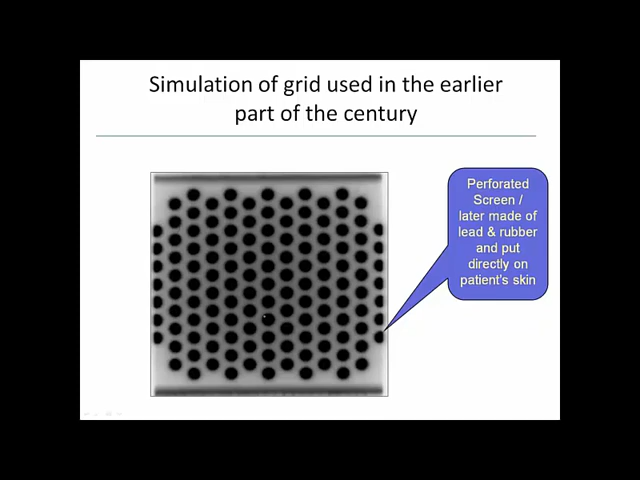 Simulation of grid used in the earlier
part of the century
Perforated
Screen /
later made of
lead & rubber
and put
directly on
patient's skin